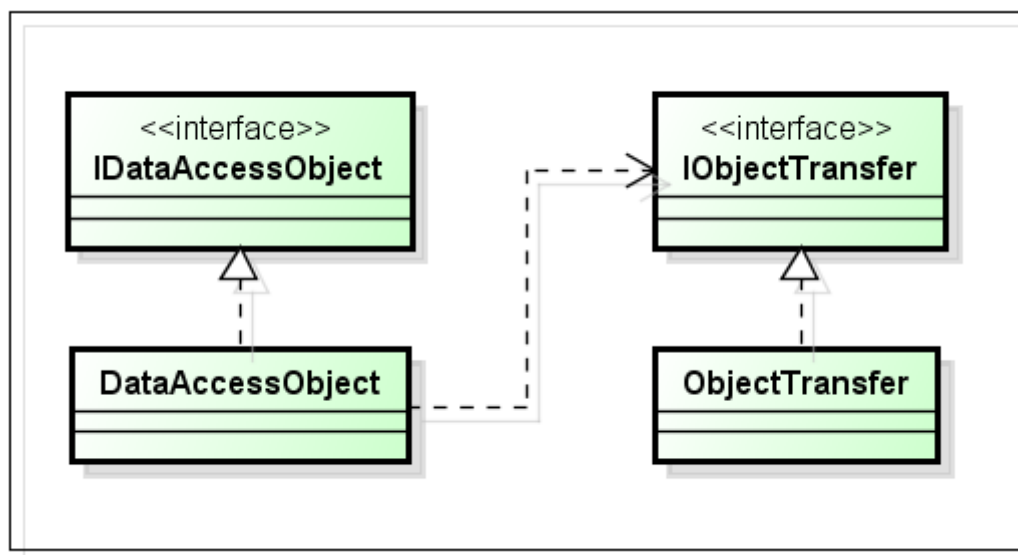 <<interface>>
IDataAccessObject
<<interface>>
IObjectTransfer
DataAccessObject
ObjectTransfer